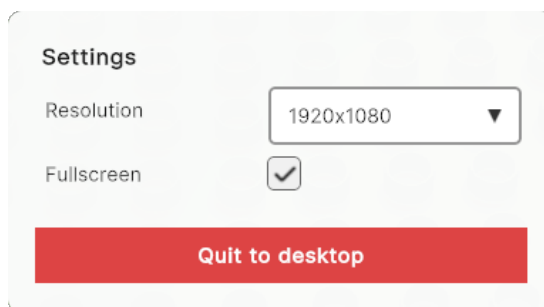 Settings
Resolution
1920x1080
Fullscreen
Quit to desktop